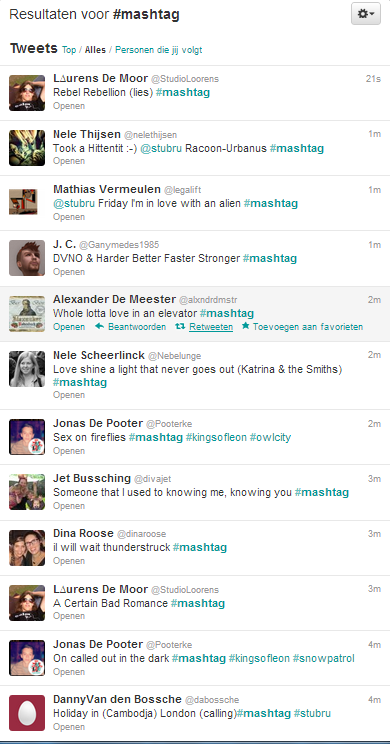 Resultaten voor #mashtag
Tweets Top / Alles / Personen die jij volgt
L∆urens De Moor @StudioLoorens 21s
Rebel Rebellion (lies) #mashtag
Openen
Nele Thijsen @nelethijsen 1m
Took a Hittentit :-) @stubru Racoon-Urbanus #mashtag
Openen
Mathias Vermeulen @legalift 1m
@stubru Friday I'm in love with an alien #mashtag
Openen
J. C. @Ganymedes1985 1m
DVNO & Harder Better Faster Stronger #mashtag
Openen
Alexander De Meester @alxndrdmstr 2m
Whole lotta love in an elevator #mashtag
Openen Beantwoorden Retweeten Toevoegen aan favorieten
Nele Scheerlinck @Nebelunge 2m
Love shine a light that never goes out (Katrina & the Smiths)
#mashtag
Openen
Jonas De Pooter @Pooterke 2m
Sex on fireflies #mashtag #kingsofleon #owlcity
Openen
Jet Bussching @divajet 3m
Someone that I used to knowing me, knowing you #mashtag
Openen
Dina Roose @dinaroose 3m
il will wait thunderstruck #mashtag
Openen
L∆urens De Moor @StudioLoorens 3m
A Certain Bad Romance #mashtag
Openen
Jonas De Pooter @Pooterke 4m
On called out in the dark #mashtag #kingsofleon #snowpatrol
Openen
DannyVan den Bossche @dabossche 4m
Holiday in (Cambodja) London (calling)#mashtag #stubru
Openen